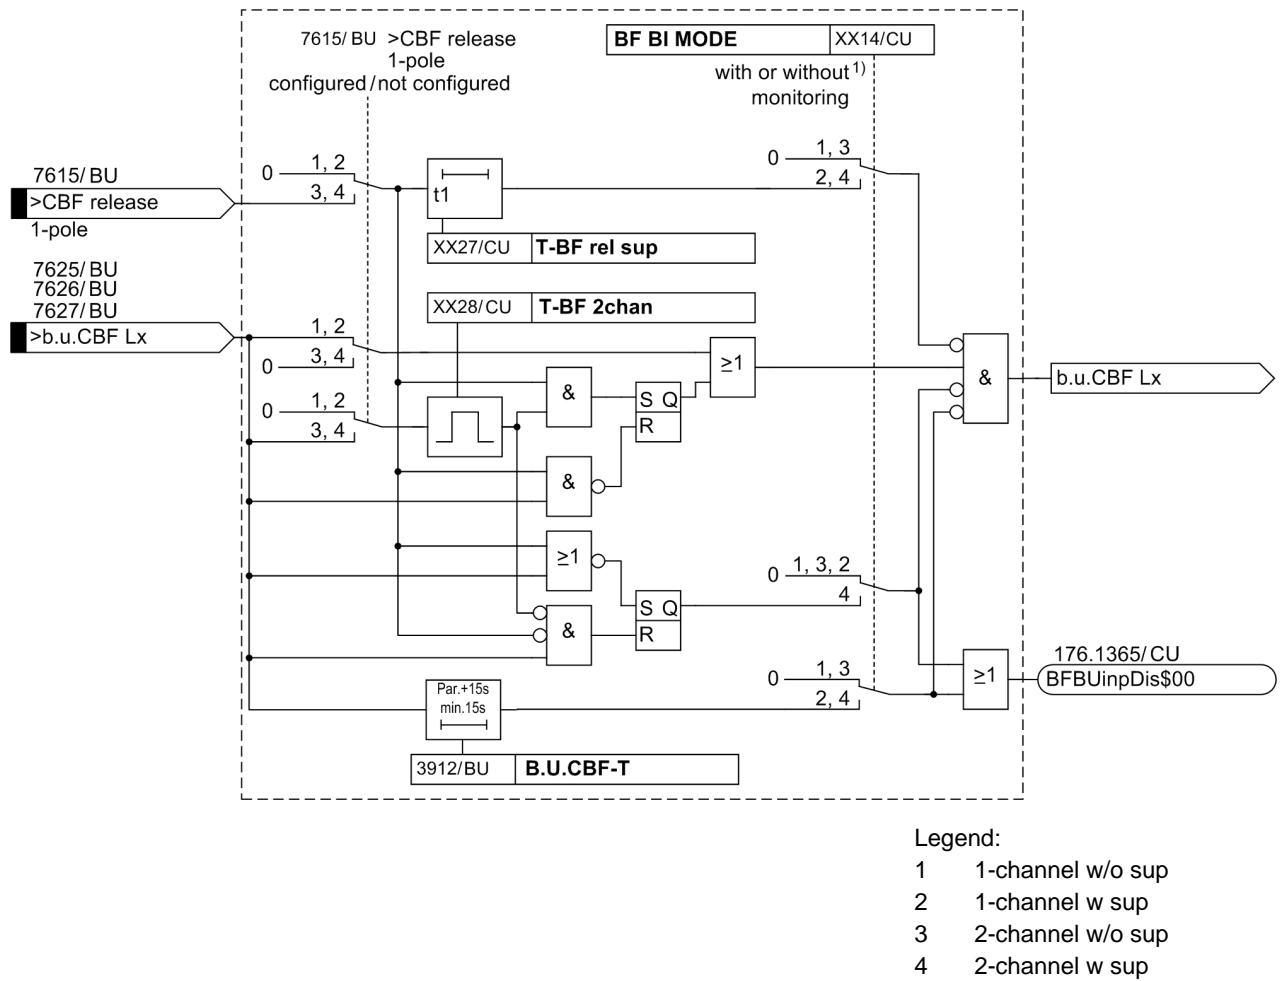 7615/ BU >CBF release
1-pole
configured/not configured
BF BI MODE XX14/CU
with or without 1)
monitoring
7615/ BU
>CBF release
1-pole
0 1, 2
3, 4
t1
XX27/CU T-BF rel sup
0 1, 3
2, 4
7625/ BU
7626/BU
7627/ BU
>b.u.CBF Lx
XX28/CU T-BF 2chan
1, 2
0 3, 4
0 1, 2
3, 4
≥1
&
S Q
R
&
&
b.u.CBF Lx
≥1
&
S Q
R
0 1, 3, 2
4
0 1, 3
2, 4
≥1
176.1365/ CU
BFBUinpDis$00
Par.+15s
min.15s
3912/BU B.U.CBF-T
Legend:
1 1-channel w/o sup
2 1-channel w sup
3 2-channel w/o sup
4 2-channel w sup